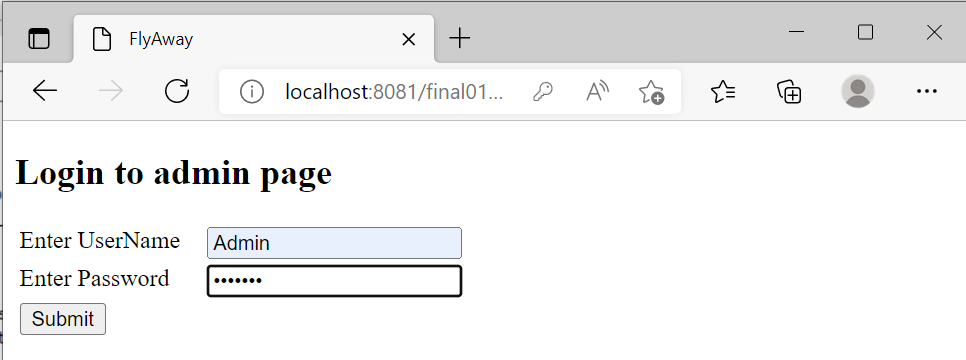 FlyAway
localhost:8081/final01...
Login to admin page
Enter UserName Admin
Enter Password •••••••
Submit